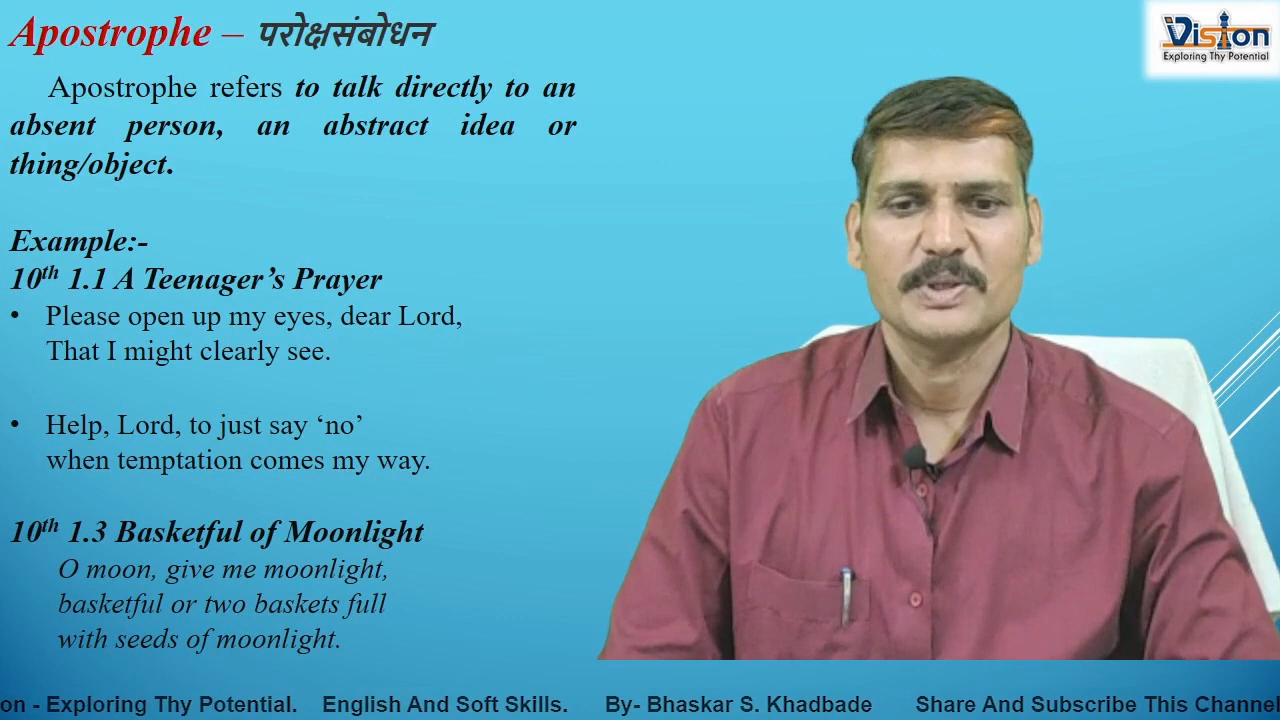 Apostrophe – परोक्षसंबोधन
Vision
Exploring Thy Potential
Apostrophe refers to talk directly to an
absent person, an abstract idea or
thing/object.
Example:-
10th 1.1 A Teenager’s Prayer
• Please open up my eyes, dear Lord,
That I might clearly see.
• Help, Lord, to just say ‘no’
when temptation comes my way.
10th 1.3 Basketful of Moonlight
O moon, give me moonlight,
basketful or two baskets full
with seeds of moonlight.
on - Exploring Thy Potential. English And Soft Skills. By- Bhaskar S. Khadbade Share And Subscribe This Channel